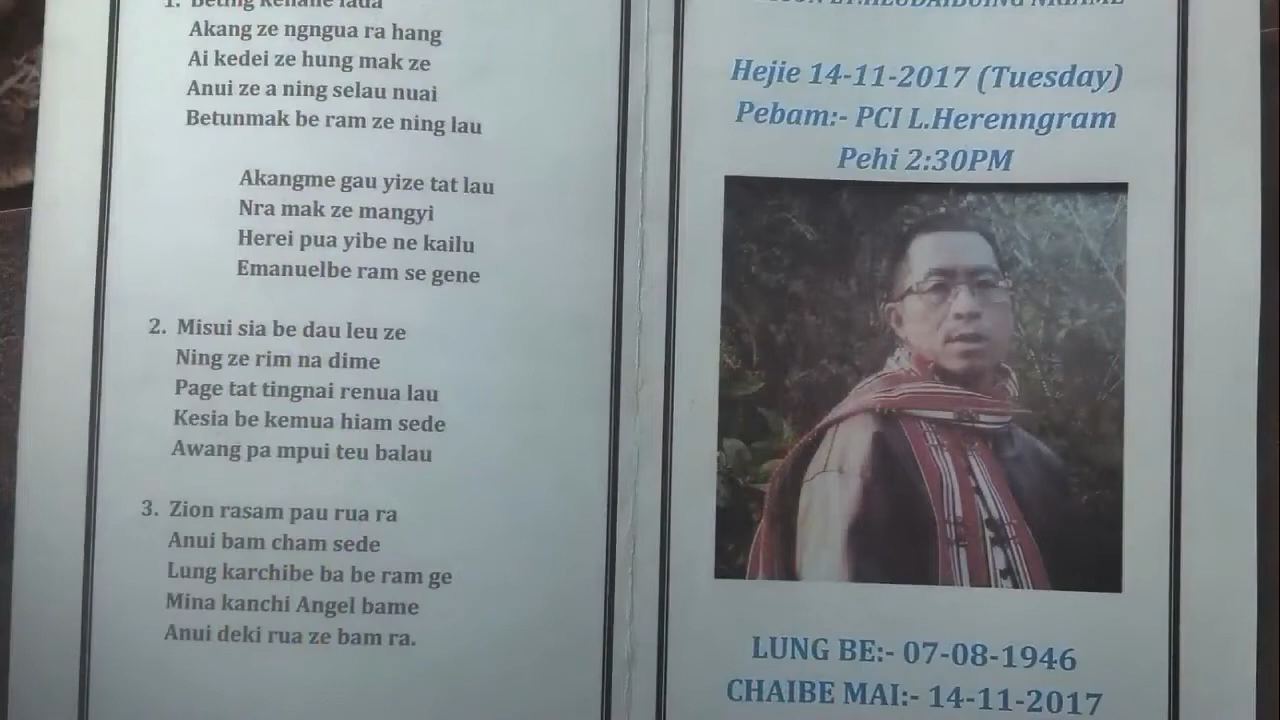 1. Beting kenane laua
Akang ze ngngua ra hang
Ai kedei ze hung mak ze
Anui ze a ning selau nuai
Betunmak be ram ze ning lau
Akangme gau yize tat lau
Nra mak ze mangyi
Herei pua yibe ne kailu
Emanuelbe ram se gene
2. Misui sia be dau leu ze
Ning ze rim na dime
Page tat tingnai renua lau
Kesia be kemua hiam sede
Awang pa mpui teu balau
3. Zion rasam pau rua ra
Anui bam cham sede
Lung karchibe ba be ram ge
Mina kanchi Angel bame
Anui deki rua ze bam ra.
Hejie 14-11-2017 (Tuesday)
Pebam:- PCI L.Herenngram
Pehi 2:30PM
LUNG BE:- 07-08-1946
CHAIBE MAI:- 14-11-2017